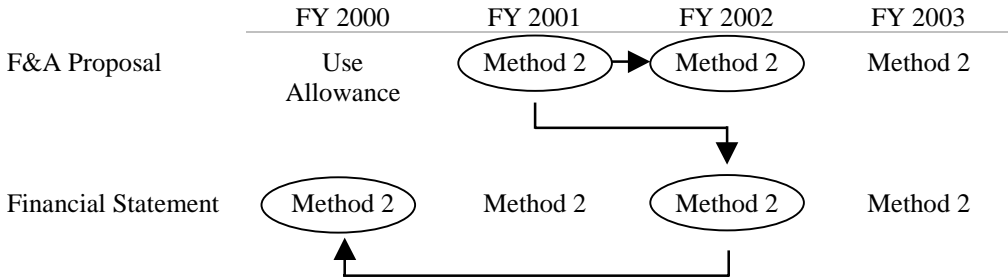 FY 2000 FY 2001 FY 2002 FY 2003
F&A Proposal Use Method 2 Method 2 Method 2
Allowance
Financial Statement Method 2 Method 2 Method 2 Method 2